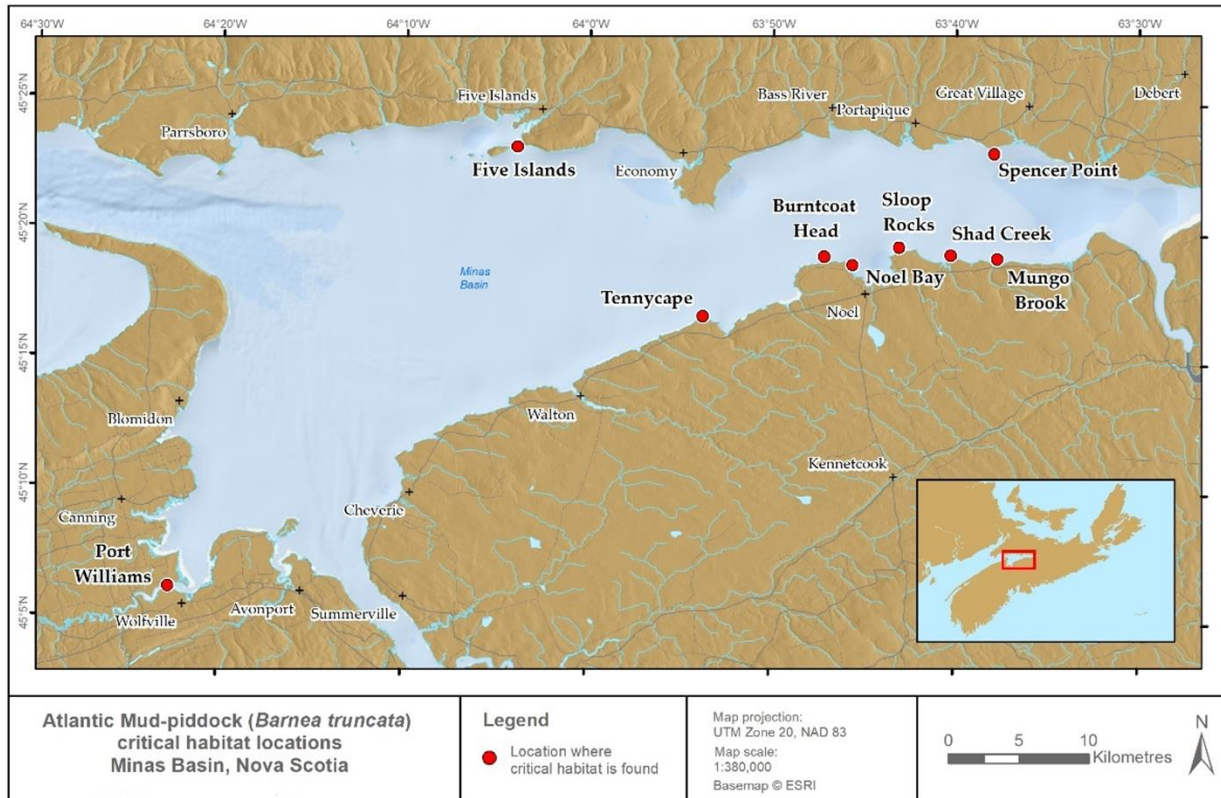 64°30'W
64°20'W
64°10'W
64°0'W
63°50'W
63°40'W
63°30'W
45°25'N
45°20'N
45°15'N
45°10'N
45°5'N
Parrsboro
Five Islands
Five Islands
Economy
Bass River
Portapique
Great Village
Debert
Spencer Point
Burntcoat
Head
Sloop
Rocks
Shad Creek
Noel Bay
Mungo
Brook
Minas
Basin
Tennycape
Noel
Blomidon
Walton
Kennetcook
Canning
Cheverie
Port
Williams
Wolfville
Avonport
Summerville
Atlantic Mud-piddock (Barnea truncata)
critical habitat locations
Minas Basin, Nova Scotia
Legend
Location where
critical habitat is found
Map projection:
UTM Zone 20, NAD 83
Map scale:
1:380,000
Basemap © ESRI
0 5 10
Kilometres
N